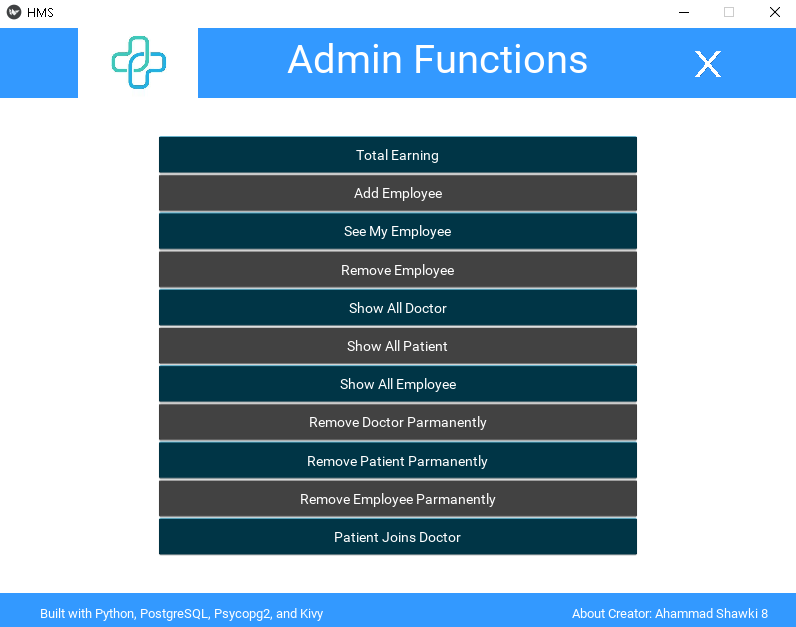 HMS
Admin Functions
X
Total Earning
Add Employee
See My Employee
Remove Employee
Show All Doctor
Show All Patient
Show All Employee
Remove Doctor Parmanently
Remove Patient Parmanently
Remove Employee Parmanently
Patient Joins Doctor
Built with Python, PostgreSQL, Psycopg2, and Kivy
About Creator: Ahammad Shawki 8